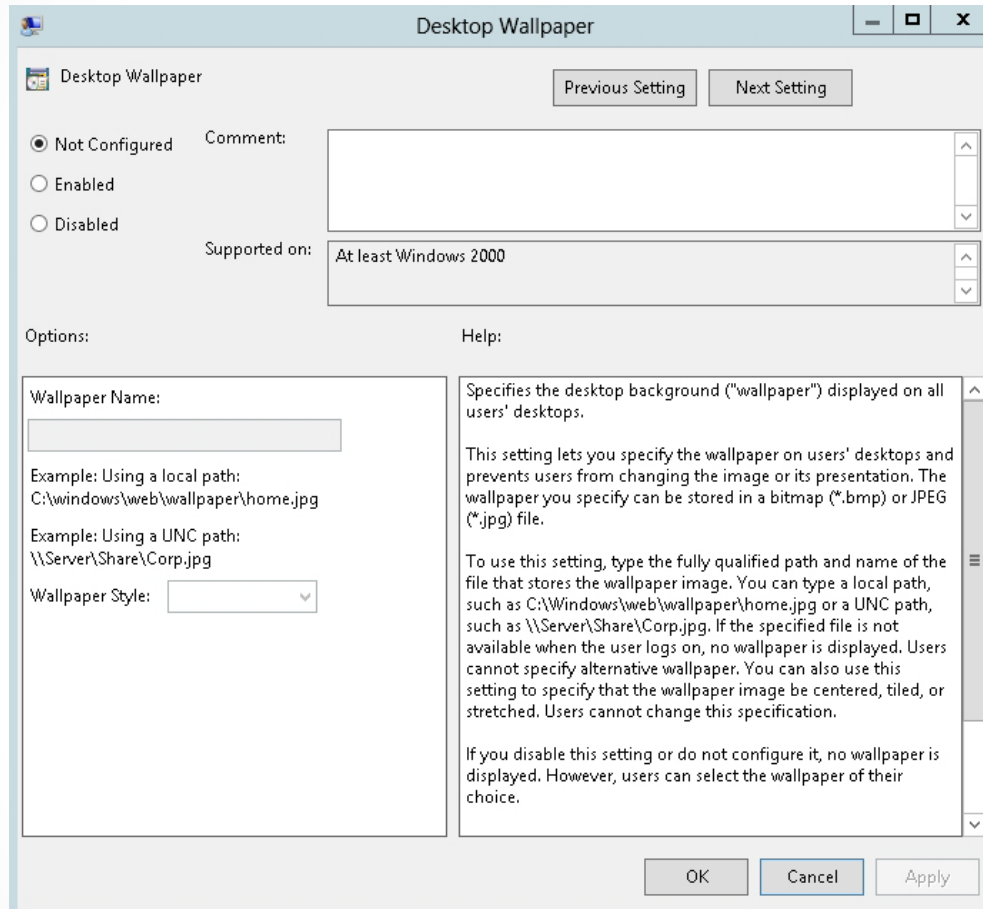 Desktop Wallpaper
Desktop Wallpaper
Previous Setting
Next Setting
Not Configured
Comment:
Enabled
Disabled
Supported on:
At least Windows 2000
Options:
Help:
Wallpaper Name:
Example: Using a local path:
C:\windows\web\wallpaper\home.jpg
Example: Using a UNC path:
\\Server\Share\Corp.jpg
Wallpaper Style:
Specifies the desktop background ("wallpaper") displayed on all
users' desktops.
This setting lets you specify the wallpaper on users' desktops and
prevents users from changing the image or its presentation. The
wallpaper you specify can be stored in a bitmap (*.bmp) or JPEG
(*.jpg) file.
To use this setting, type the fully qualified path and name of the
file that stores the wallpaper image. You can type a local path,
such as C:\Windows\web\wallpaper\home.jpg or a UNC path,
such as \\Server\Share\Corp.jpg. If the specified file is not
available when the user logs on, no wallpaper is displayed. Users
cannot specify alternative wallpaper. You can also use this
setting to specify that the wallpaper image be centered, tiled, or
stretched. Users cannot change this specification.
If you disable this setting or do not configure it, no wallpaper is
displayed. However, users can select the wallpaper of their
choice.
OK
Cancel
Apply